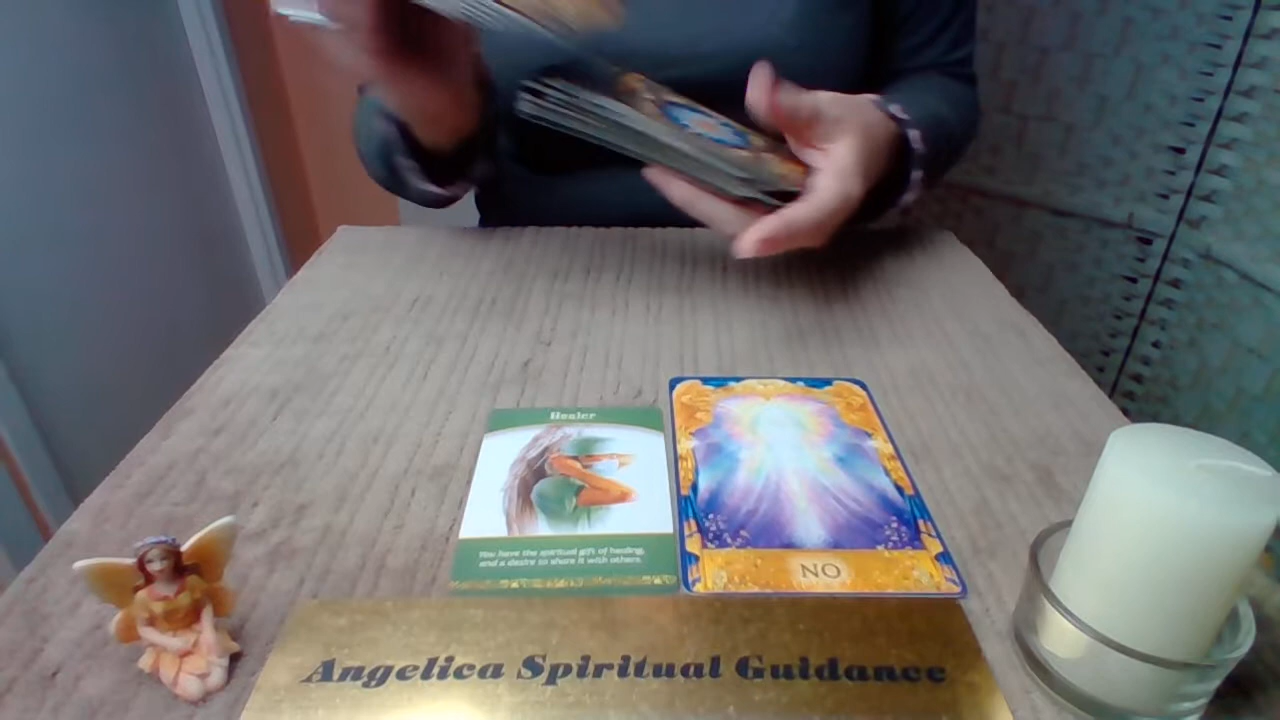 Healer
You have the spiritual gift of healing,
and a desire to share it with others.
NO
Angelica Spiritual Guidance